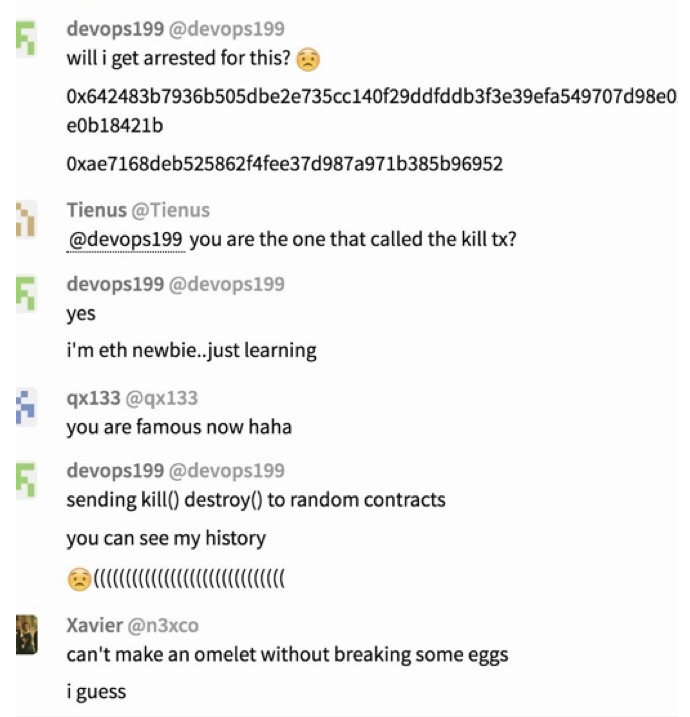 devops199 @devops199
will i get arrested for this? 😟
0x642483b7936b505dbe2e735cc140f29ddfddb3f3e39efa549707d98e0
e0b18421b
0xae7168deb525862f4fee37d987a971b385b96952
Tienus @Tienus
@devops199 you are the one that called the kill tx?
devops199 @devops199
yes
i'm eth newbie..just learning
qx133 @qx133
you are famous now haha
devops199 @devops199
sending kill() destroy() to random contracts
you can see my history
😟((((((((((((((((((((((((((((((
Xavier @n3xco
can't make an omelet without breaking some eggs
i guess